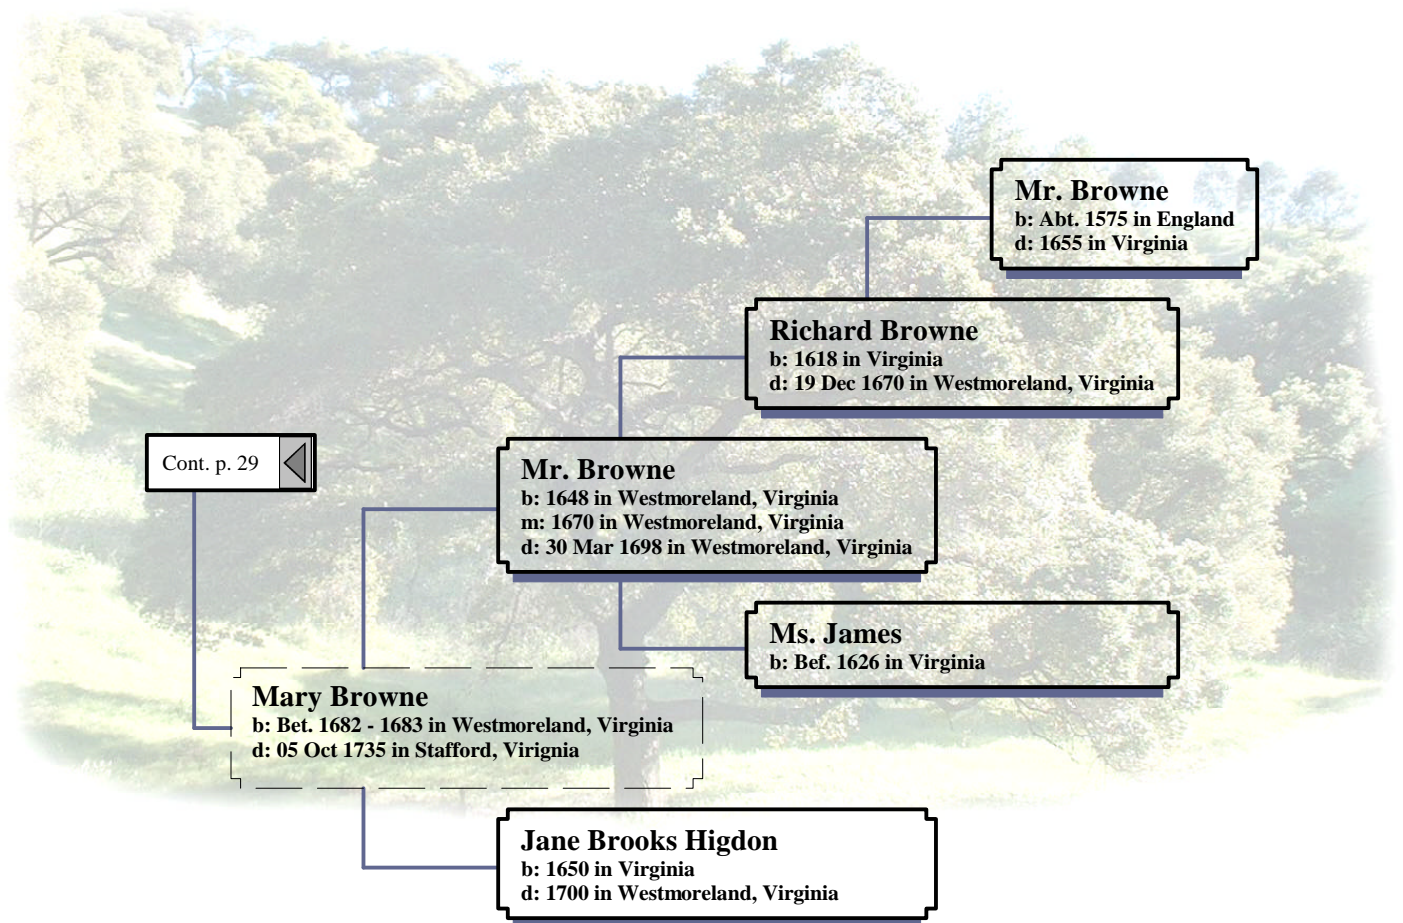 Mr. Browne
b: Abt. 1575 in England
d: 1655 in Virginia
Richard Browne
b: 1618 in Virginia
d: 19 Dec 1670 in Westmoreland, Virginia
Cont. p. 29
Mr. Browne
b: 1648 in Westmoreland, Virginia
m: 1670 in Westmoreland, Virginia
d: 30 Mar 1698 in Westmoreland, Virginia
Ms. James
b: Bef. 1626 in Virginia
Mary Browne
b: Bet. 1682 - 1683 in Westmoreland, Virginia
d: 05 Oct 1735 in Stafford, Virignia
Jane Brooks Higdon
b: 1650 in Virginia
d: 1700 in Westmoreland, Virginia